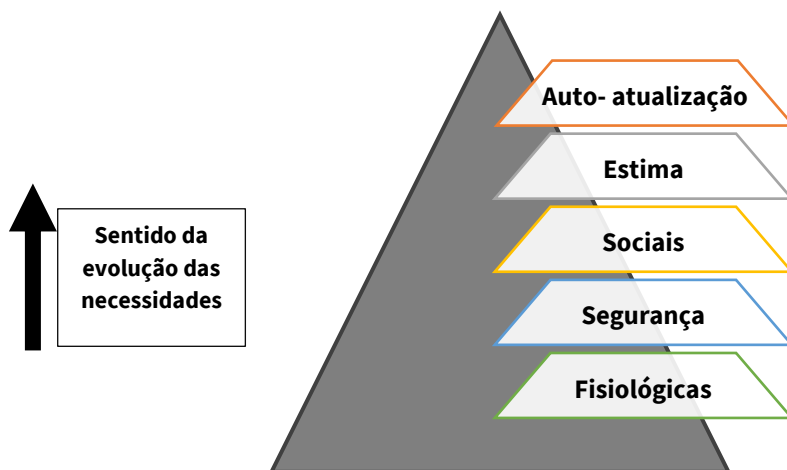 Auto- atualização
Estima
Sentido da
evolução das
necessidades
Sociais
Segurança
Fisiológicas